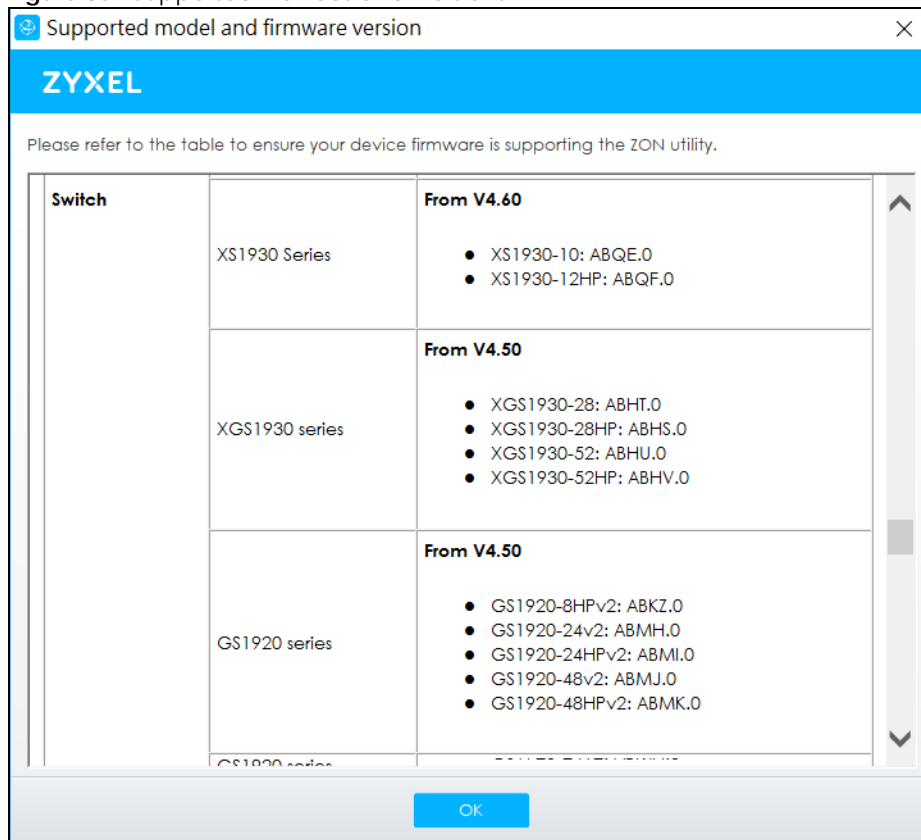 Supported model and firmware version
ZYXEL
Please refer to the table to ensure your device firmware is supporting the ZON utility.
Switch
XS1930 Series
From V4.60
● XS1930-10: ABQE.0
● XS1930-12HP: ABQF.0
XGS1930 series
From V4.50
● XGS1930-28: ABHT.0
● XGS1930-28HP: ABHS.0
● XGS1930-52: ABHU.0
● XGS1930-52HP: ABHV.0
GS1920 series
From V4.50
● GS1920-8HPv2: ABKZ.0
● GS1920-24v2: ABMH.0
● GS1920-24HPv2: ABMI.0
● GS1920-48v2: ABMJ.0
● GS1920-48HPv2: ABMK.0
GS1920 series
OK